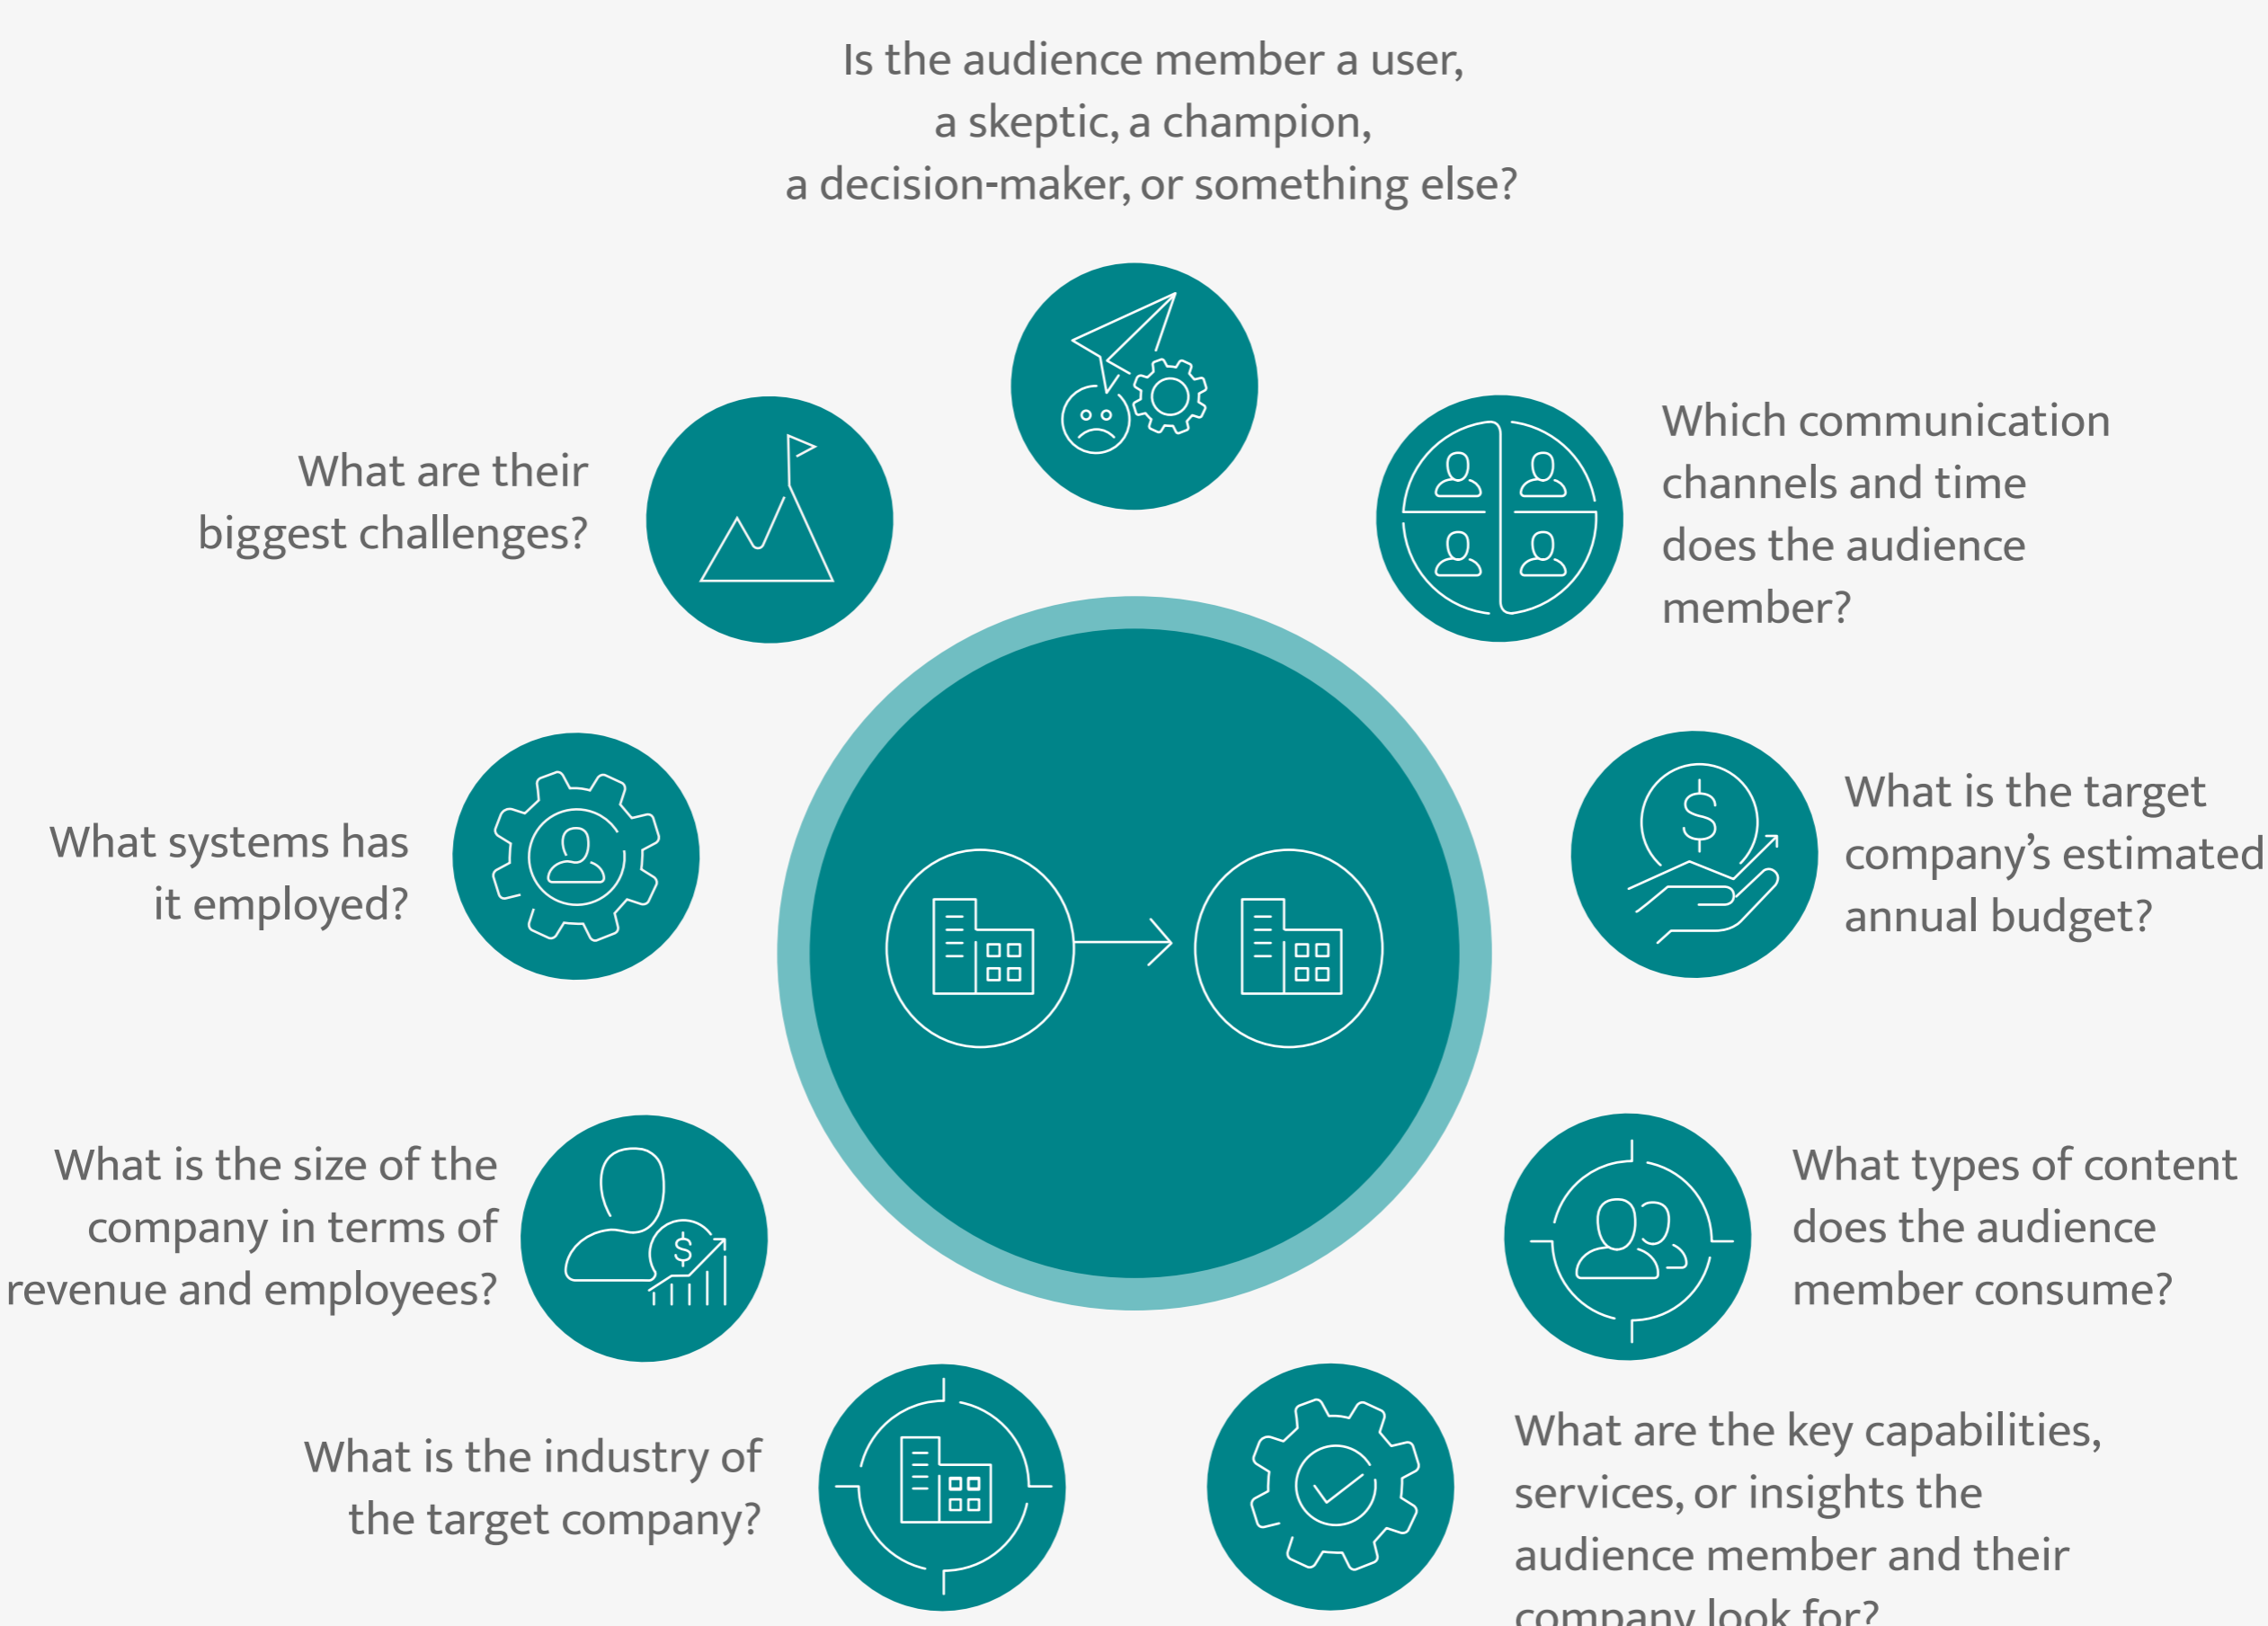 Is the audience member a user,
a skeptic, a champion,
a decision-maker, or something else?
What are their
biggest challenges?
Which communication
channels and time
does the audience
member?
What systems has
it employed?
What is the target
company’s estimated
annual budget?
What is the size of the
company in terms of
revenue and employees?
What types of content
does the audience
member consume?
What is the industry of
the target company?
What are the key capabilities,
services, or insights the
audience member and their
company look for?